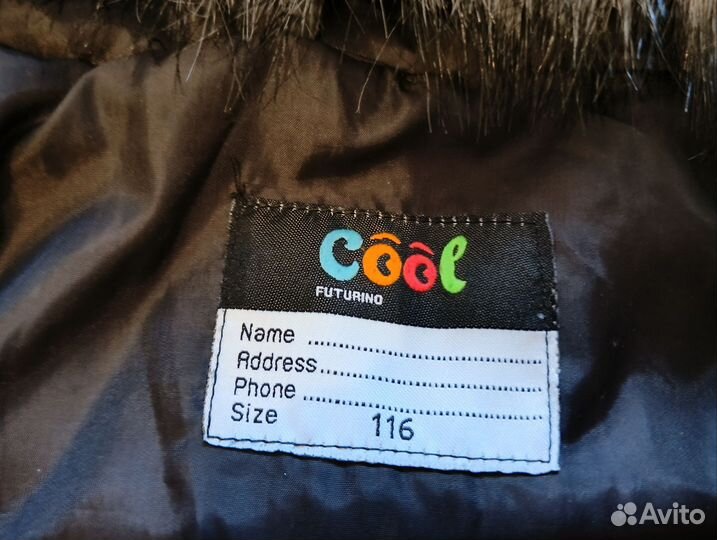 Côôl
FUTURINO
Name
Address
Phone
Size 116
Avito